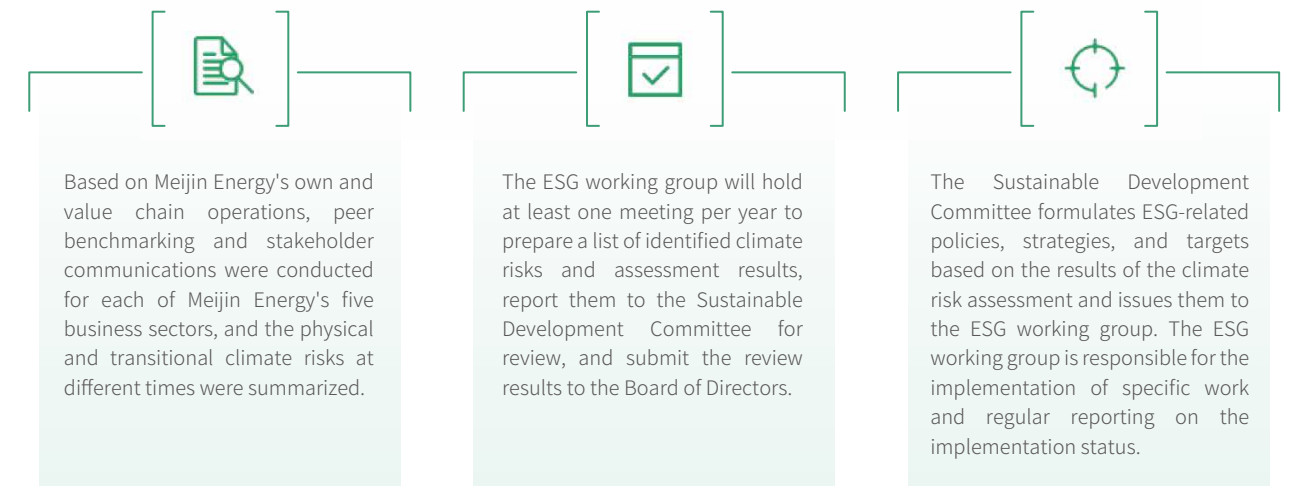 Based on Meijin Energy's own and
value chain operations, peer
benchmarking and stakeholder
communications were conducted
for each of Meijin Energy's five
business sectors, and the physical
and transitional climate risks at
different times were summarized.
The ESG working group will hold
at least one meeting per year to
prepare a list of identified climate
risks and assessment results,
report them to the Sustainable
Development Committee for
review, and submit the review
results to the Board of Directors.
The Sustainable Development
Committee formulates ESG-related
policies, strategies, and targets
based on the results of the climate
risk assessment and issues them to
the ESG working group. The ESG
working group is responsible for the
implementation of specific work
and regular reporting on the
implementation status.